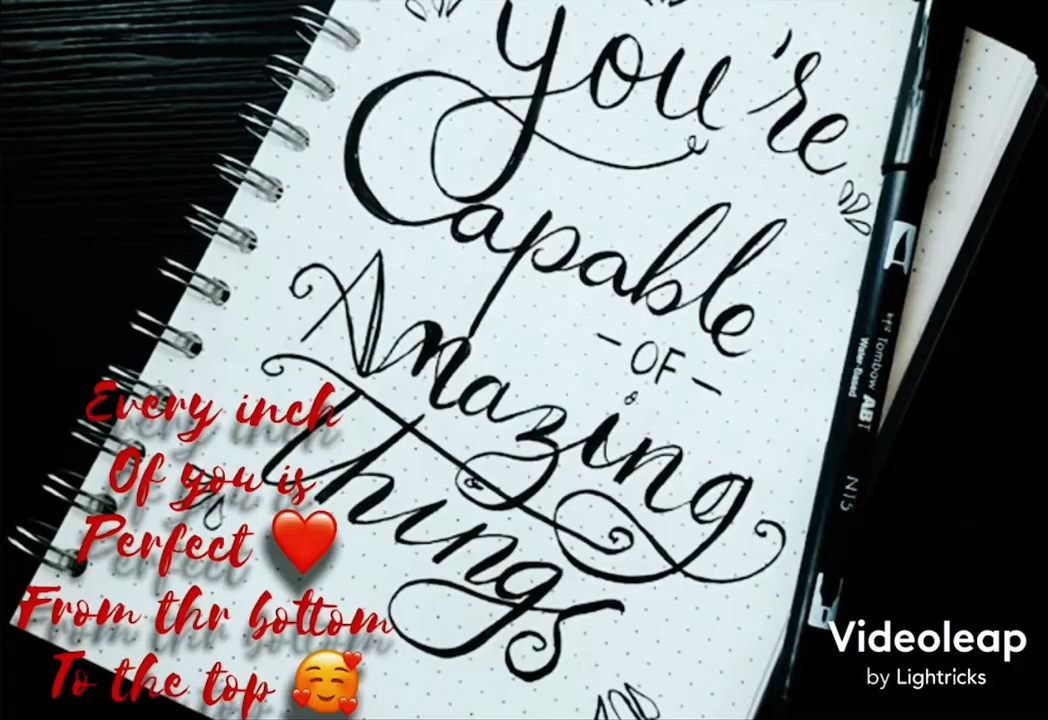 You're
Capable
- OF -
Amazing
Things
Every inch
Of you is
Perfect ❤️
From thr bottom
To the top 🥰
Tombow ABT
Water-Based
N15
Videoleap
by Lightricks